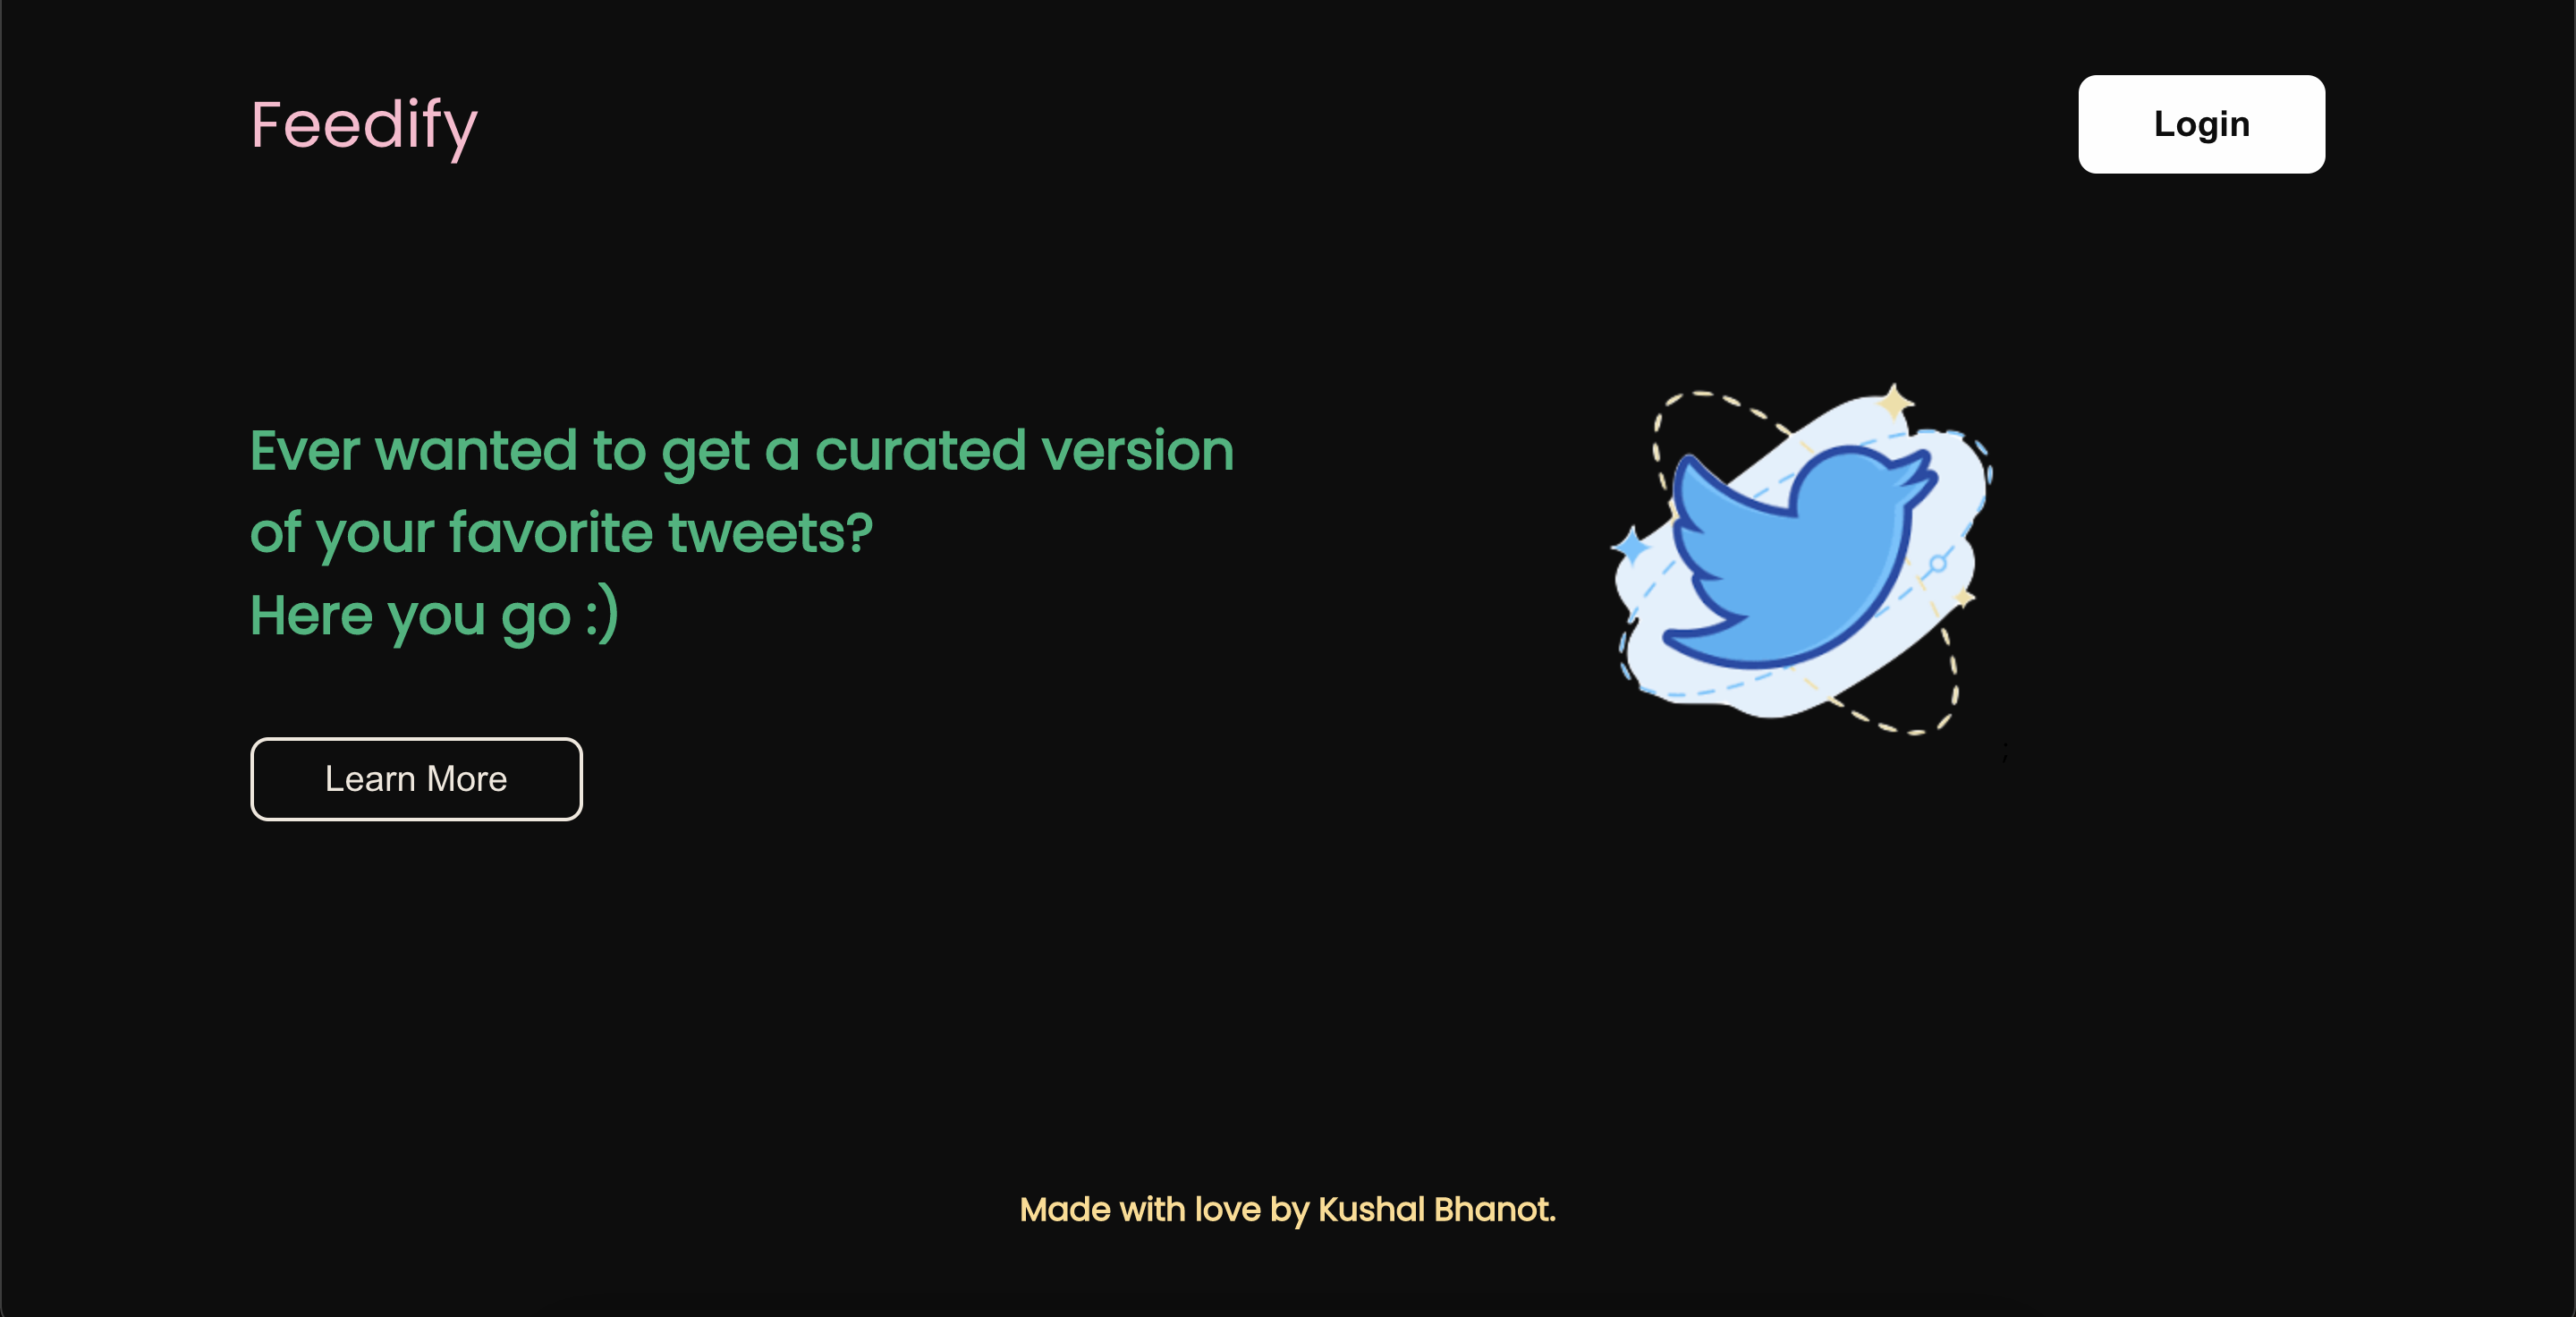 Feedify
Login
Ever wanted to get a curated version
of your favorite tweets?
Here you go :)
;
Learn More
Made with love by Kushal Bhanot.